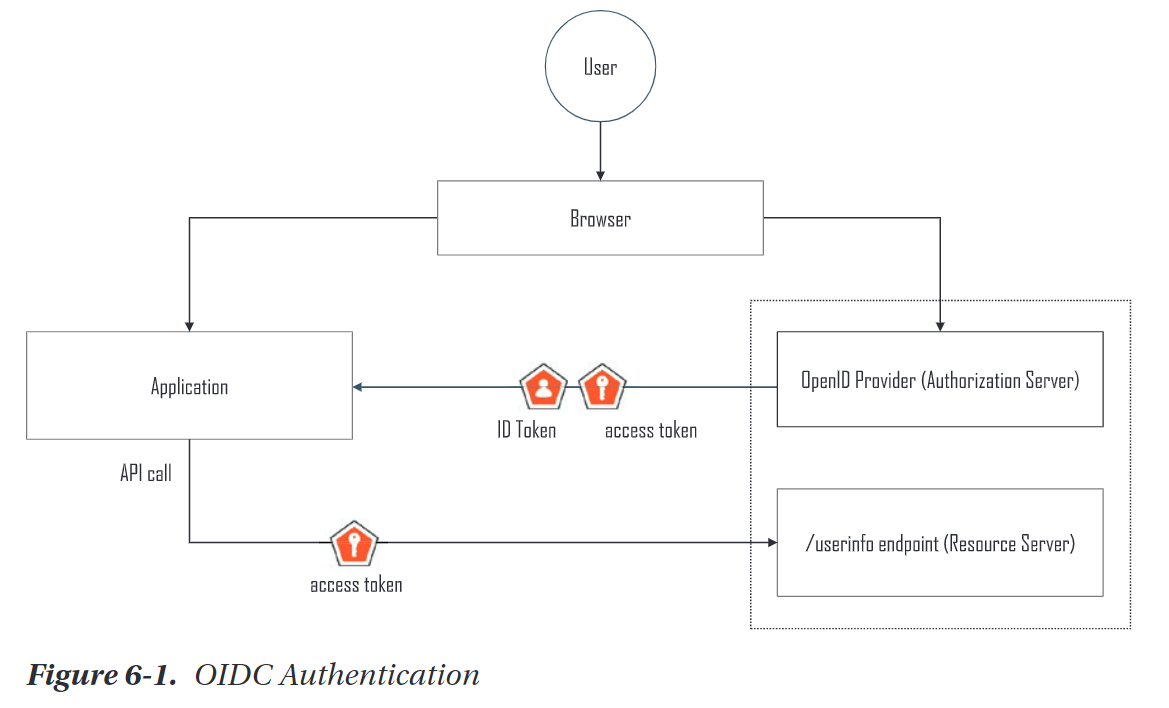 User
Browser
Application
OpenID Provider (Authorization Server)
ID Token
access token
API call
/userinfo endpoint (Resource Server)
access token
Figure 6-1. OIDC Authentication